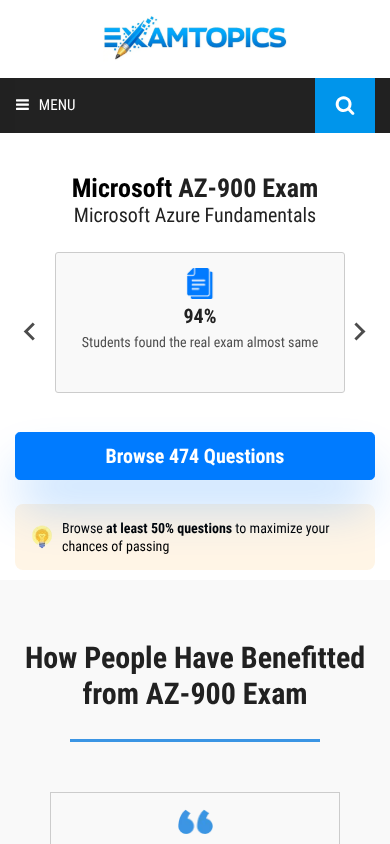 EXAMTOPICS
MENU
Microsoft AZ-900 Exam
Microsoft Azure Fundamentals
94%
Students found the real exam almost same
Browse 474 Questions
Browse at least 50% questions to maximize your
chances of passing
How People Have Benefitted
from AZ-900 Exam